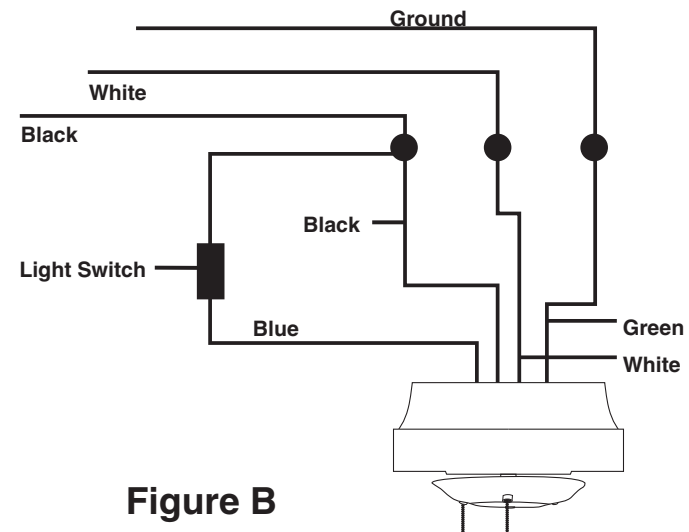 Ground
White
Black
Black
Light Switch
Blue
Green
White
Figure B